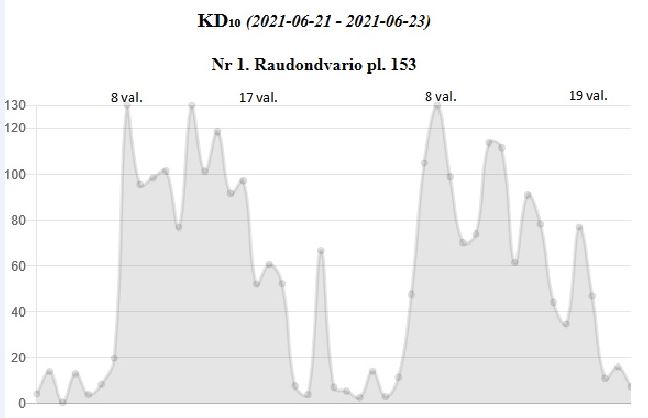 KD10 (2021-06-21 - 2021-06-23)
Nr 1. Raudondvario pl. 153
8 val. 17 val. 8 val. 19 val.
130
120
100
80
60
40
20
0